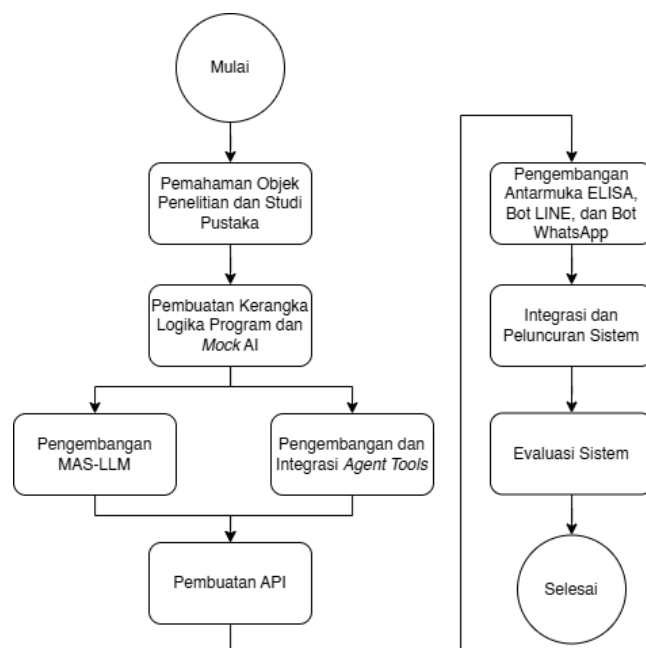 Mulai
Pemahaman Objek
Penelitian dan Studi
Pustaka
Pembuatan Kerangka
Logika Program dan
Mock AI
Pengembangan
MAS-LLM
Pengembangan dan
Integrasi Agent Tools
Pembuatan API
Pengembangan
Antarmuka ELISA,
Bot LINE, dan Bot
WhatsApp
Integrasi dan
Peluncuran Sistem
Evaluasi Sistem
Selesai